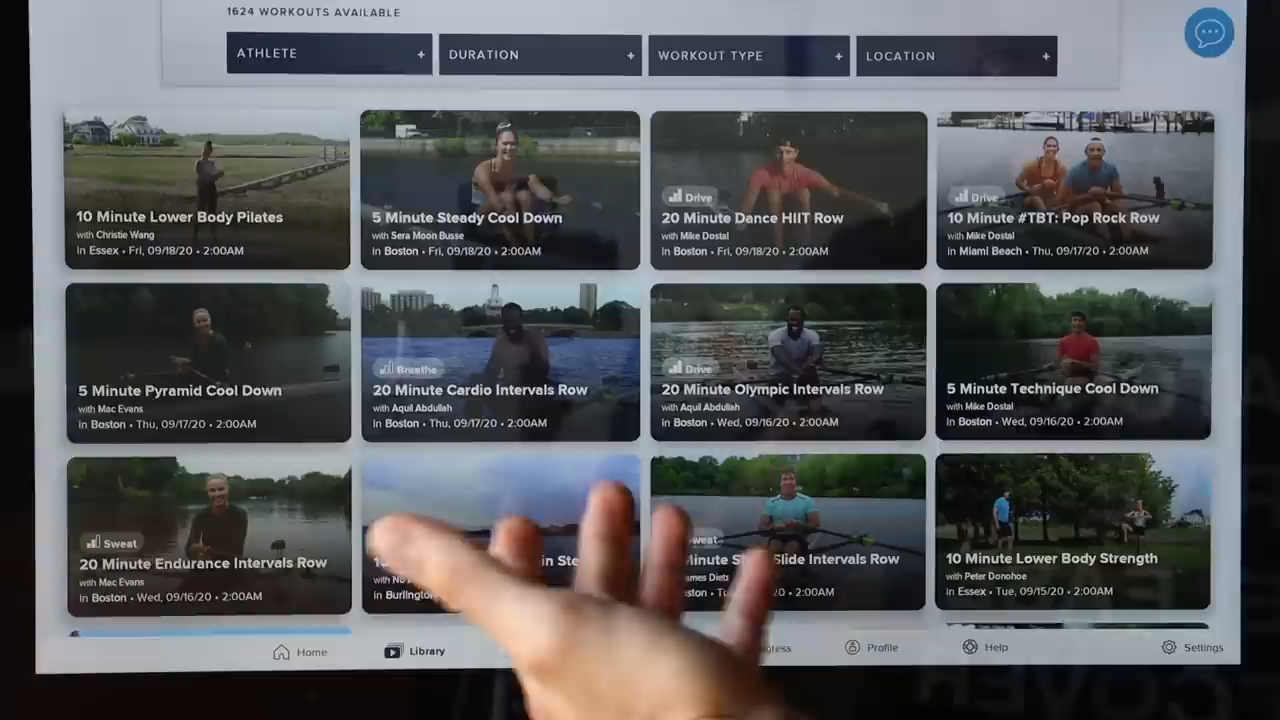 1624 WORKOUTS AVAILABLE
ATHLETE +
DURATION +
WORKOUT TYPE +
LOCATION +
10 Minute Lower Body Pilates
with Christie Wang
in Essex • Fri, 09/18/20 • 2:00AM
5 Minute Steady Cool Down
with Sera Moon Busse
in Boston • Fri, 09/18/20 • 2:00AM
Drive
20 Minute Dance HIIT Row
with Mike Dostal
in Boston • Fri, 09/18/20 • 2:00AM
Drive
10 Minute #TBT: Pop Rock Row
with Mike Dostal
in Miami Beach • Thu, 09/17/20 • 2:00AM
5 Minute Pyramid Cool Down
with Mac Evans
in Boston • Thu, 09/17/20 • 2:00AM
Breathe
20 Minute Cardio Intervals Row
with Aquil Abdullah
in Boston • Thu, 09/17/20 • 2:00AM
Drive
20 Minute Olympic Intervals Row
with Aquil Abdullah
in Boston • Wed, 09/16/20 • 2:00AM
5 Minute Technique Cool Down
with Mike Dostal
in Boston • Wed, 09/16/20 • 2:00AM
Sweat
20 Minute Endurance Intervals Row
with Mac Evans
in Boston • Wed, 09/16/20 • 2:00AM
with
in Burlington
Slide Intervals Row
Dietz
2:00AM
10 Minute Lower Body Strength
with Peter Donohoe
in Essex • Tue, 09/15/20 • 2:00AM
Home
Library
Profile
Help
Settings